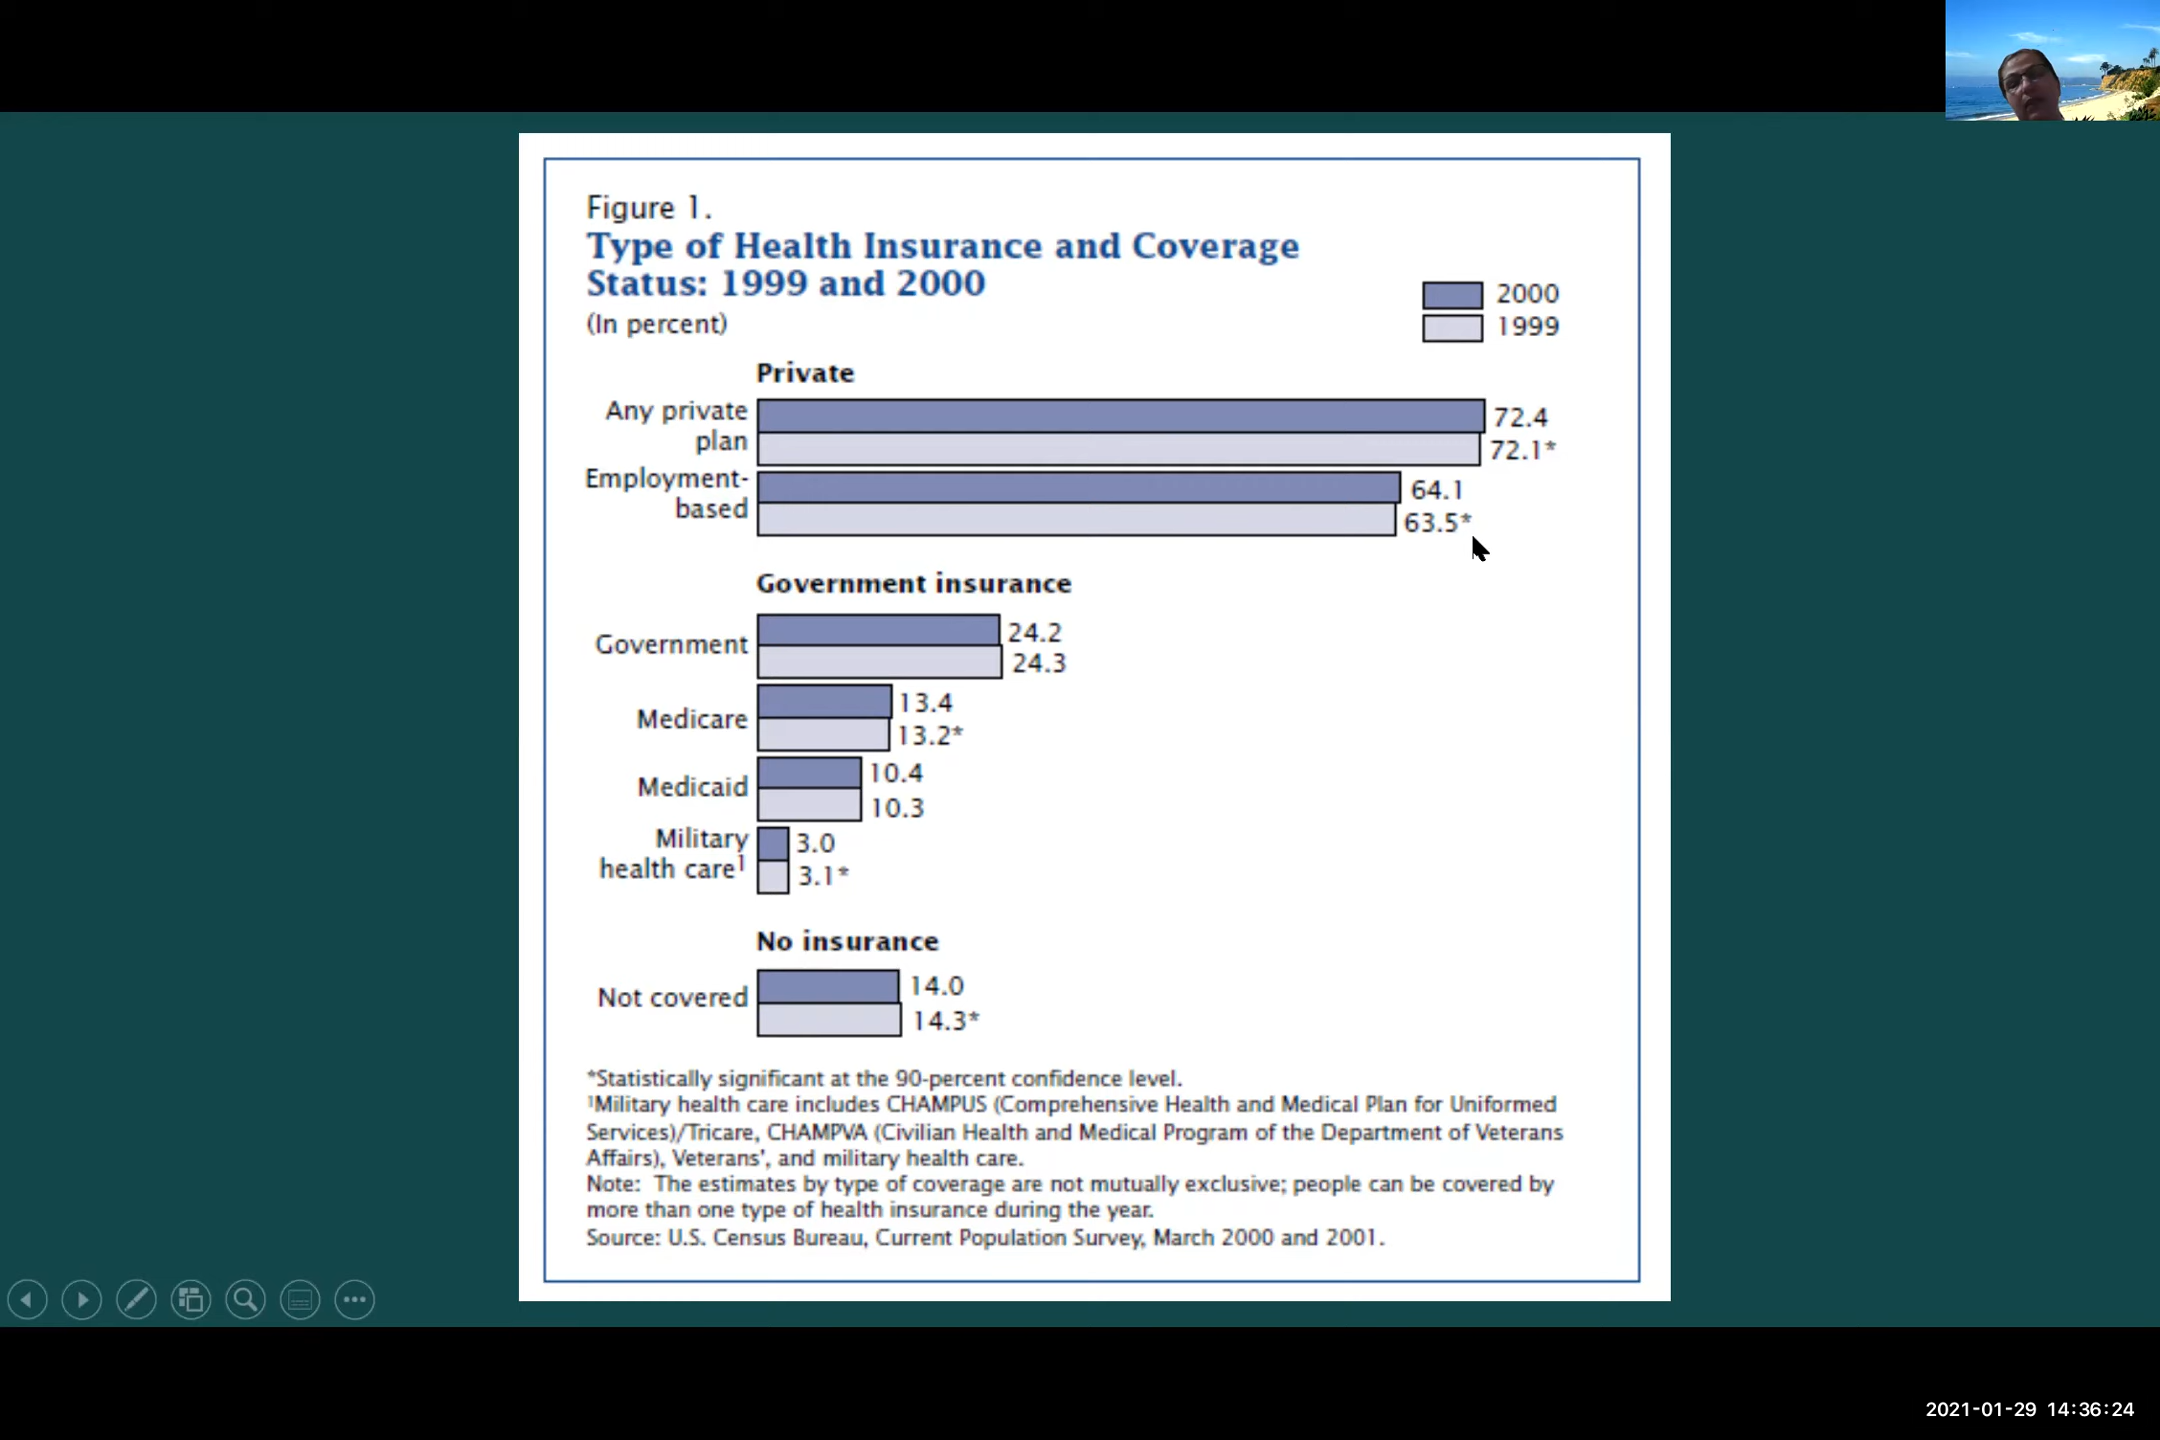 Figure 1.
Type of Health Insurance and Coverage
Status: 1999 and 2000
(In percent)
2000
1999
Private
Any private
plan
72.4
72.1*
Employment-
based
64.1
63.5*
Government insurance
Government
24.2
24.3
Medicare
13.4
13.2*
Medicaid
10.4
10.3
Military
health care¹
3.0
3.1*
No insurance
Not covered
14.0
14.3*
*Statistically significant at the 90-percent confidence level.
¹Military health care includes CHAMPUS (Comprehensive Health and Medical Plan for Uniformed
Services)/Tricare, CHAMPVA (Civilian Health and Medical Program of the Department of Veterans
Affairs), Veterans', and military health care.
Note: The estimates by type of coverage are not mutually exclusive; people can be covered by
more than one type of health insurance during the year.
Source: U.S. Census Bureau, Current Population Survey, March 2000 and 2001.
2021-01-29 14:36:24